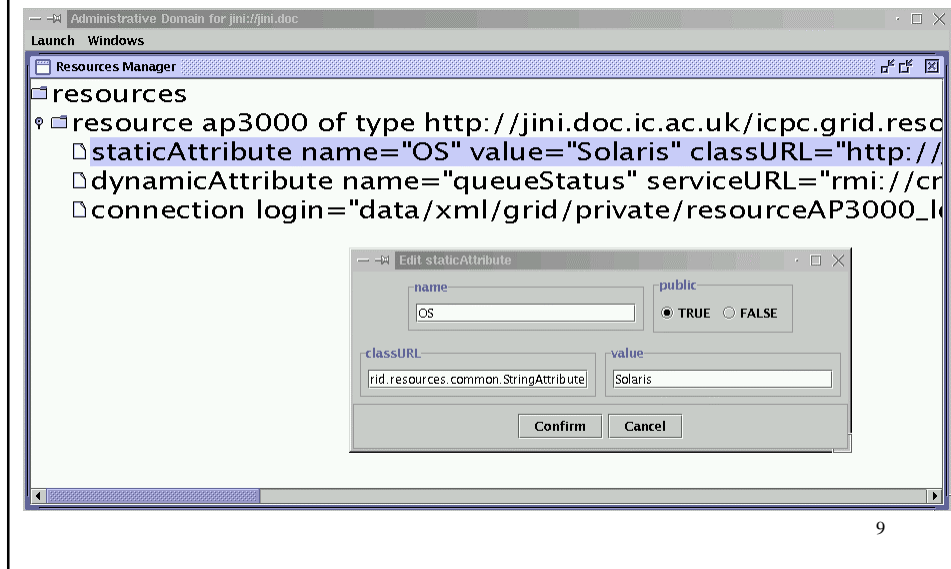 Administrative Domain for jini://jini.doc
Launch Windows
Resources Manager
resources
resource ap3000 of type http://jini.doc.ic.ac.uk/icpc.grid.reso
staticAttribute name="OS" value="Solaris" classURL="http://
dynamicAttribute name="queueStatus" serviceURL="rmi://cr
connection login="data/xml/grid/private/resourceAP3000_l
Edit staticAttribute
name
public
OS
TRUE FALSE
classURL
value
rid.resources.common.StringAttribute
Solaris
Confirm Cancel
9